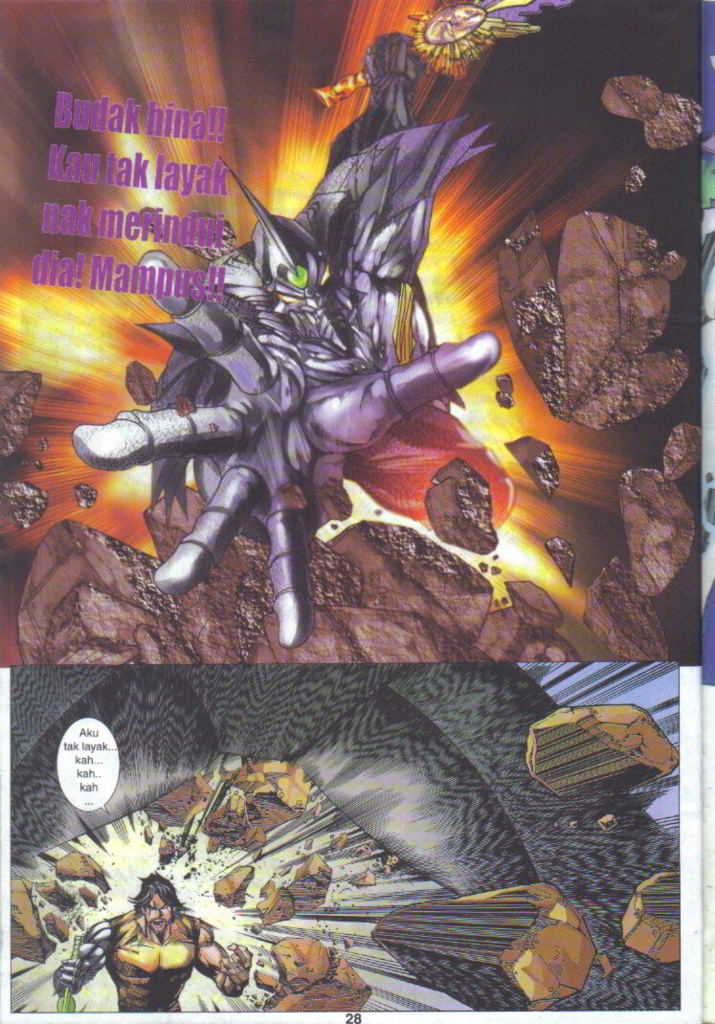 Budak hina!!
Kau tak layak
nak merindui
dia! Mampus!!
Aku
tak layak...
kah...
kah..
kah
...
28